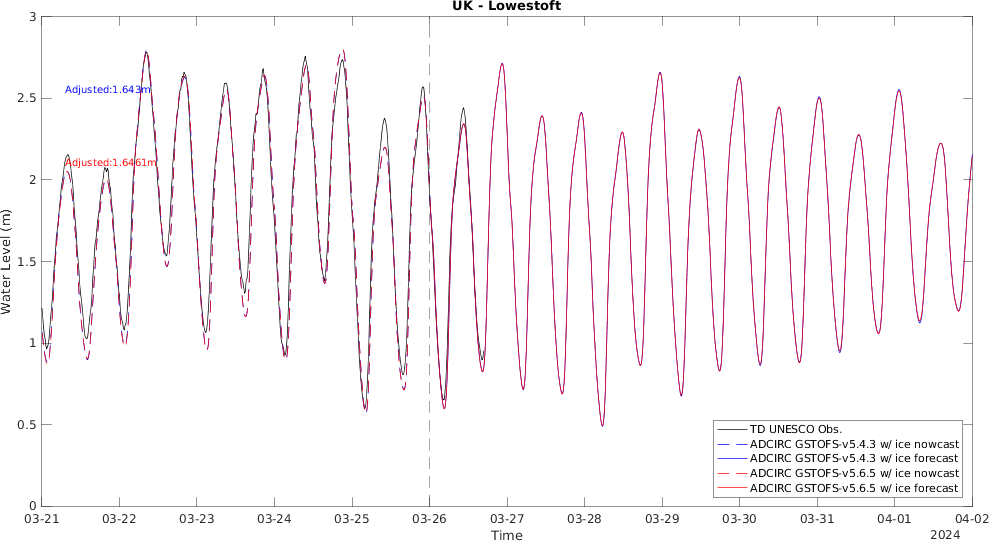 UK - Lowestoft
3
2.5
2
1.5
1
0.5
0
Water Level (m)
Adjusted:1.643m
Adjusted:1.6461m
TD UNESCO Obs.
ADCIRC GSTOFS-v5.4.3 w/ ice nowcast
ADCIRC GSTOFS-v5.4.3 w/ ice forecast
ADCIRC GSTOFS-v5.6.5 w/ ice nowcast
ADCIRC GSTOFS-v5.6.5 w/ ice forecast
03-21 03-22 03-23 03-24 03-25 03-26 03-27 03-28 03-29 03-30 03-31 04-01 04-02
Time
2024